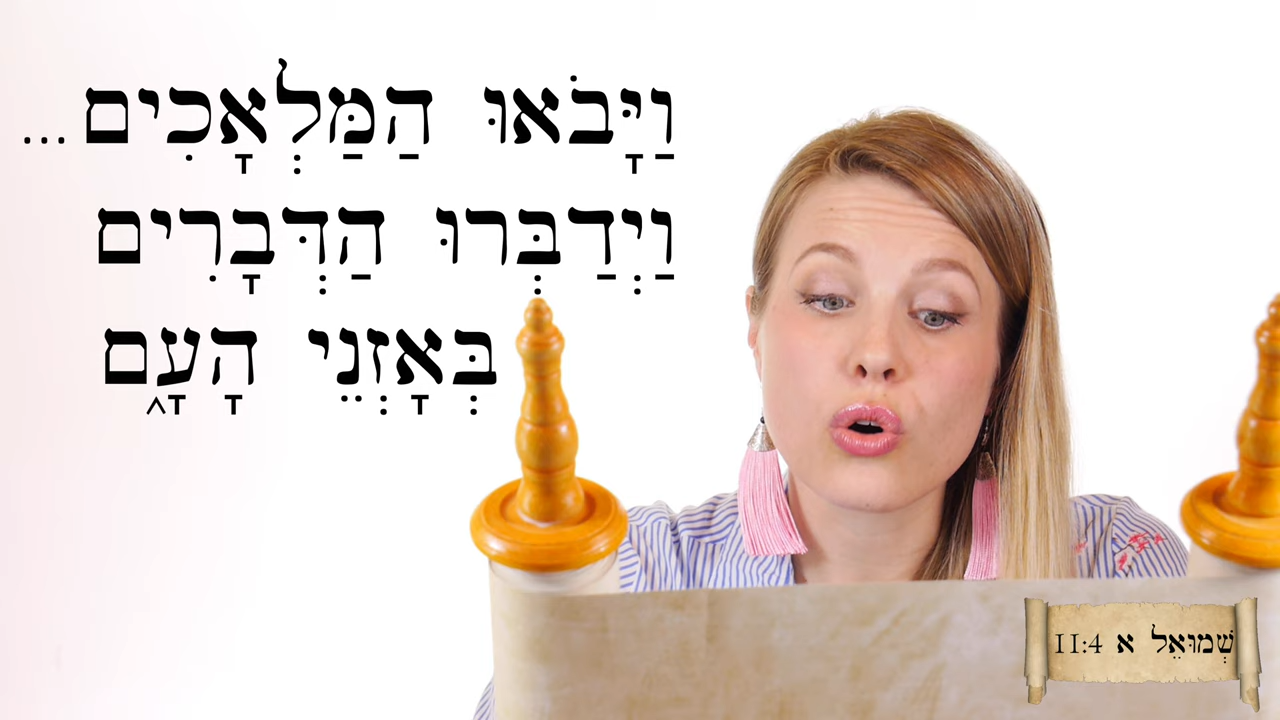 וַיָּבֹאוּ הַמַּלְאָכִים...
וַיְדַבְּרוּ הַדְּבָרִים
בְּאָזְנֵי הָעָ֑ם
שְׁמוּאֵל א 11:4